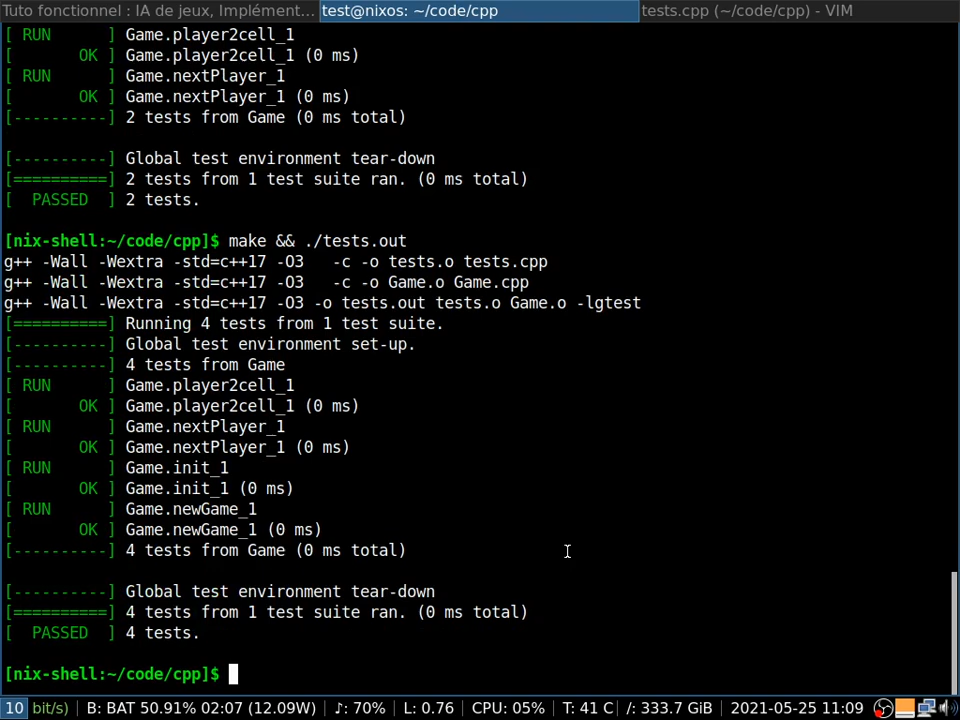 Tuto fonctionnel : IA de jeux, Implément... test@nixos: ~/code/cpp tests.cpp (~/code/cpp) - VIM
[ RUN      ] Game.player2cell_1
[       OK ] Game.player2cell_1 (0 ms)
[ RUN      ] Game.nextPlayer_1
[       OK ] Game.nextPlayer_1 (0 ms)
[----------] 2 tests from Game (0 ms total)
[----------] Global test environment tear-down
[==========] 2 tests from 1 test suite ran. (0 ms total)
[  PASSED  ] 2 tests.
[nix-shell:~/code/cpp]$ make && ./tests.out
g++ -Wall -Wextra -std=c++17 -O3   -c -o tests.o tests.cpp
g++ -Wall -Wextra -std=c++17 -O3   -c -o Game.o Game.cpp
g++ -Wall -Wextra -std=c++17 -O3 -o tests.out tests.o Game.o -lgtest
[==========] Running 4 tests from 1 test suite.
[----------] Global test environment set-up.
[----------] 4 tests from Game
[ RUN      ] Game.player2cell_1
[       OK ] Game.player2cell_1 (0 ms)
[ RUN      ] Game.nextPlayer_1
[       OK ] Game.nextPlayer_1 (0 ms)
[ RUN      ] Game.init_1
[       OK ] Game.init_1 (0 ms)
[ RUN      ] Game.newGame_1
[       OK ] Game.newGame_1 (0 ms)
[----------] 4 tests from Game (0 ms total)
[----------] Global test environment tear-down
[==========] 4 tests from 1 test suite ran. (0 ms total)
[  PASSED  ] 4 tests.
[nix-shell:~/code/cpp]$
10 bit/s) B: BAT 50.91% 02:07 (12.09W) ♪: 70% L: 0.76 CPU: 05% T: 41 C /: 333.7 GiB 2021-05-25 11:09